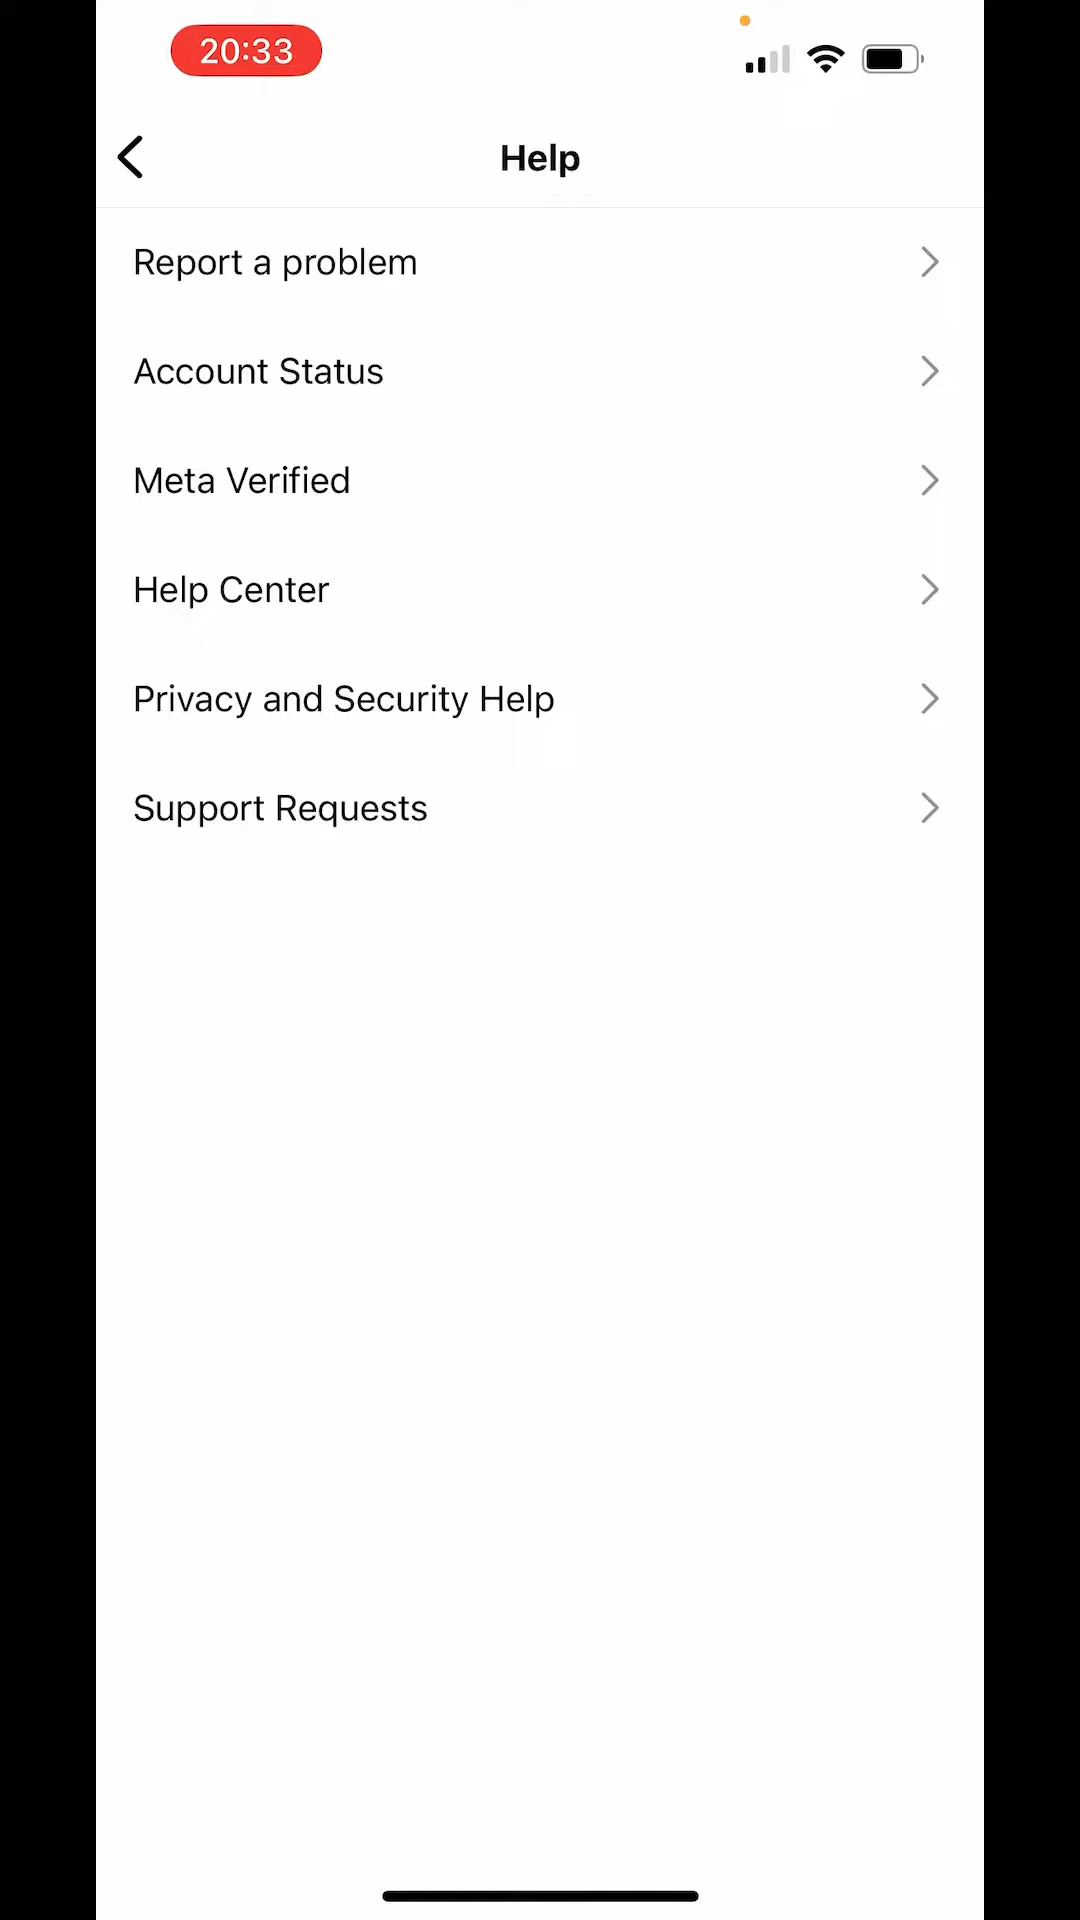 20:33
Help
Report a problem
Account Status
Meta Verified
Help Center
Privacy and Security Help
Support Requests